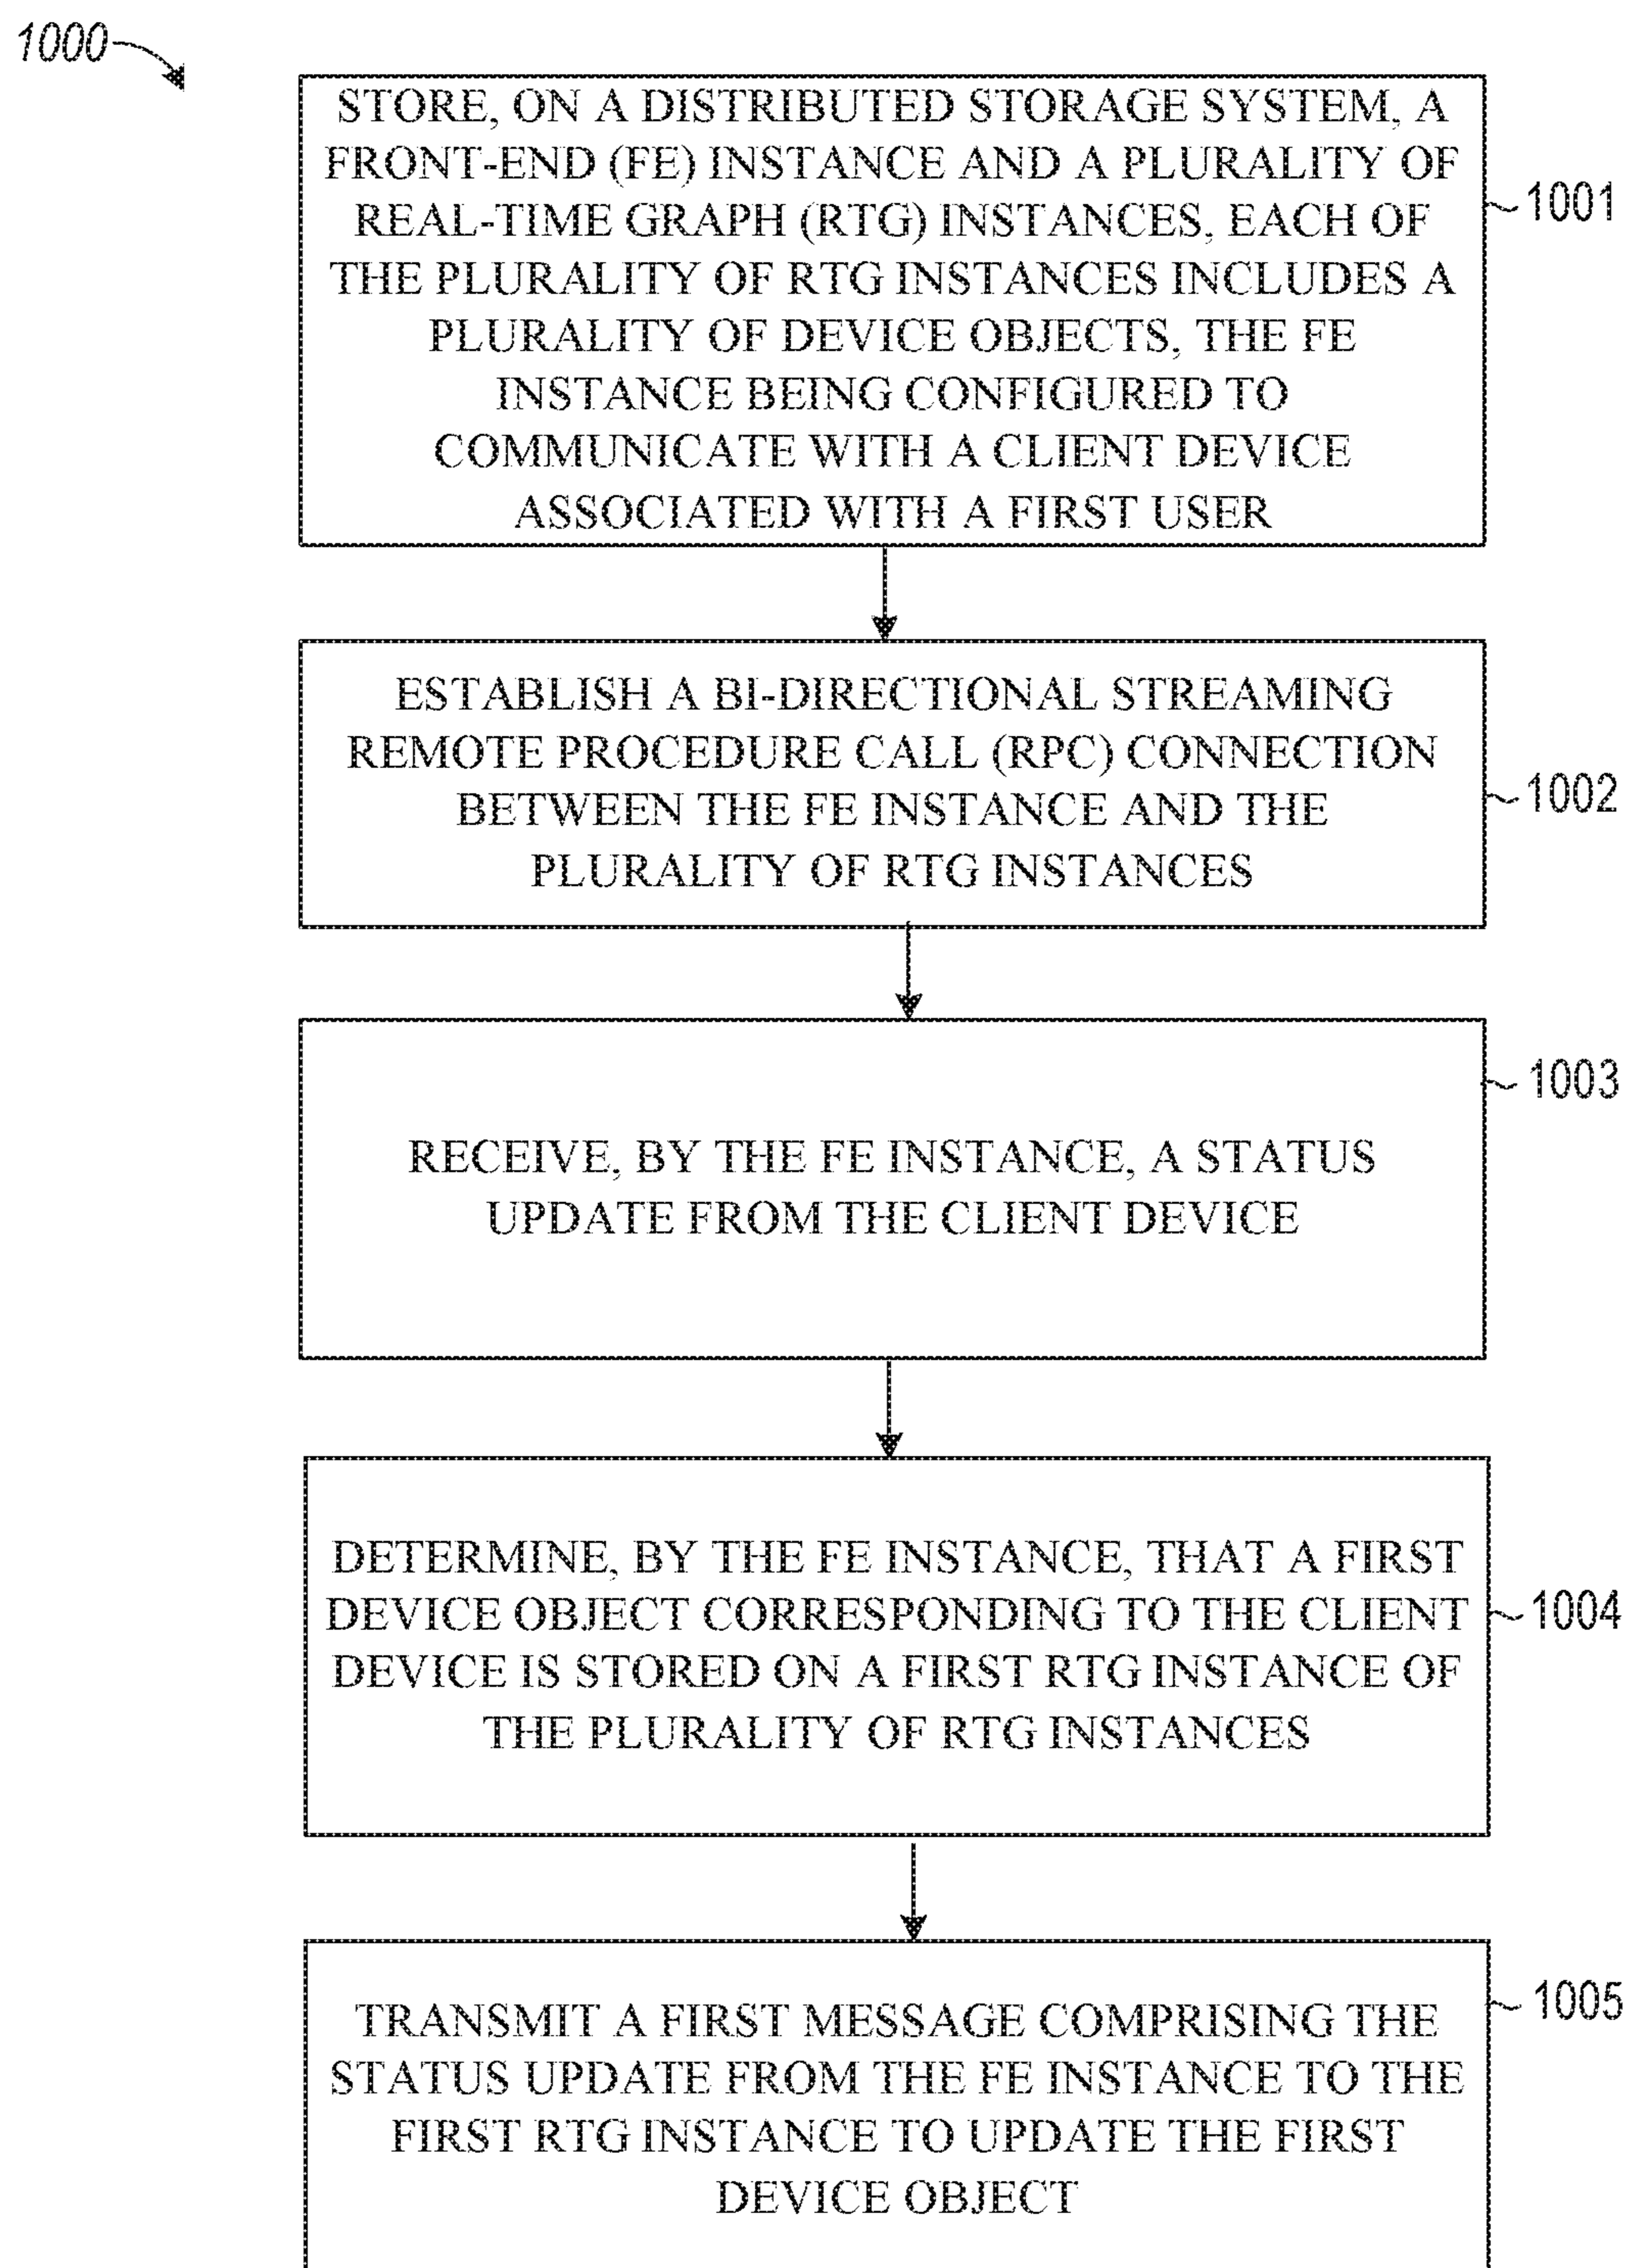 1000
STORE, ON A DISTRIBUTED STORAGE SYSTEM, A
FRONT-END (FE) INSTANCE AND A PLURALITY OF
REAL-TIME GRAPH (RTG) INSTANCES, EACH OF
THE PLURALITY OF RTG INSTANCES INCLUDES A
PLURALITY OF DEVICE OBJECTS, THE FE
INSTANCE BEING CONFIGURED TO
COMMUNICATE WITH A CLIENT DEVICE
ASSOCIATED WITH A FIRST USER
1001
ESTABLISH A BI-DIRECTIONAL STREAMING
REMOTE PROCEDURE CALL (RPC) CONNECTION
BETWEEN THE FE INSTANCE AND THE
PLURALITY OF RTG INSTANCES
1002
RECEIVE, BY THE FE INSTANCE, A STATUS
UPDATE FROM THE CLIENT DEVICE
1003
DETERMINE, BY THE FE INSTANCE, THAT A FIRST
DEVICE OBJECT CORRESPONDING TO THE CLIENT
DEVICE IS STORED ON A FIRST RTG INSTANCE OF
THE PLURALITY OF RTG INSTANCES
1004
TRANSMIT A FIRST MESSAGE COMPRISING THE
STATUS UPDATE FROM THE FE INSTANCE TO THE
FIRST RTG INSTANCE TO UPDATE THE FIRST
DEVICE OBJECT
1005